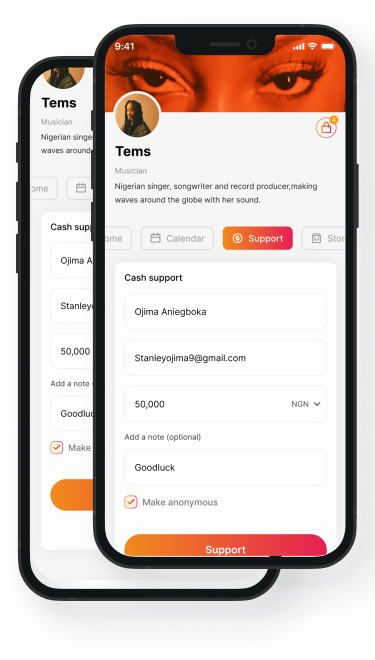 9:41
4
Tems
Musician
Nigerian singer, songwriter and record producer,making
waves around the globe with her sound.
ome
Calendar
Support
Stor
Cash support
Ojima Aniegboka
Stanleyojima9@gmail.com
50,000
NGN
Add a note (optional)
Goodluck
Make anonymous
Support
Tems
Musician
Nigerian singe
waves around
ome
Cash supp
Ojima A
Stanley
50,000
Add a note
Goodluc
Make